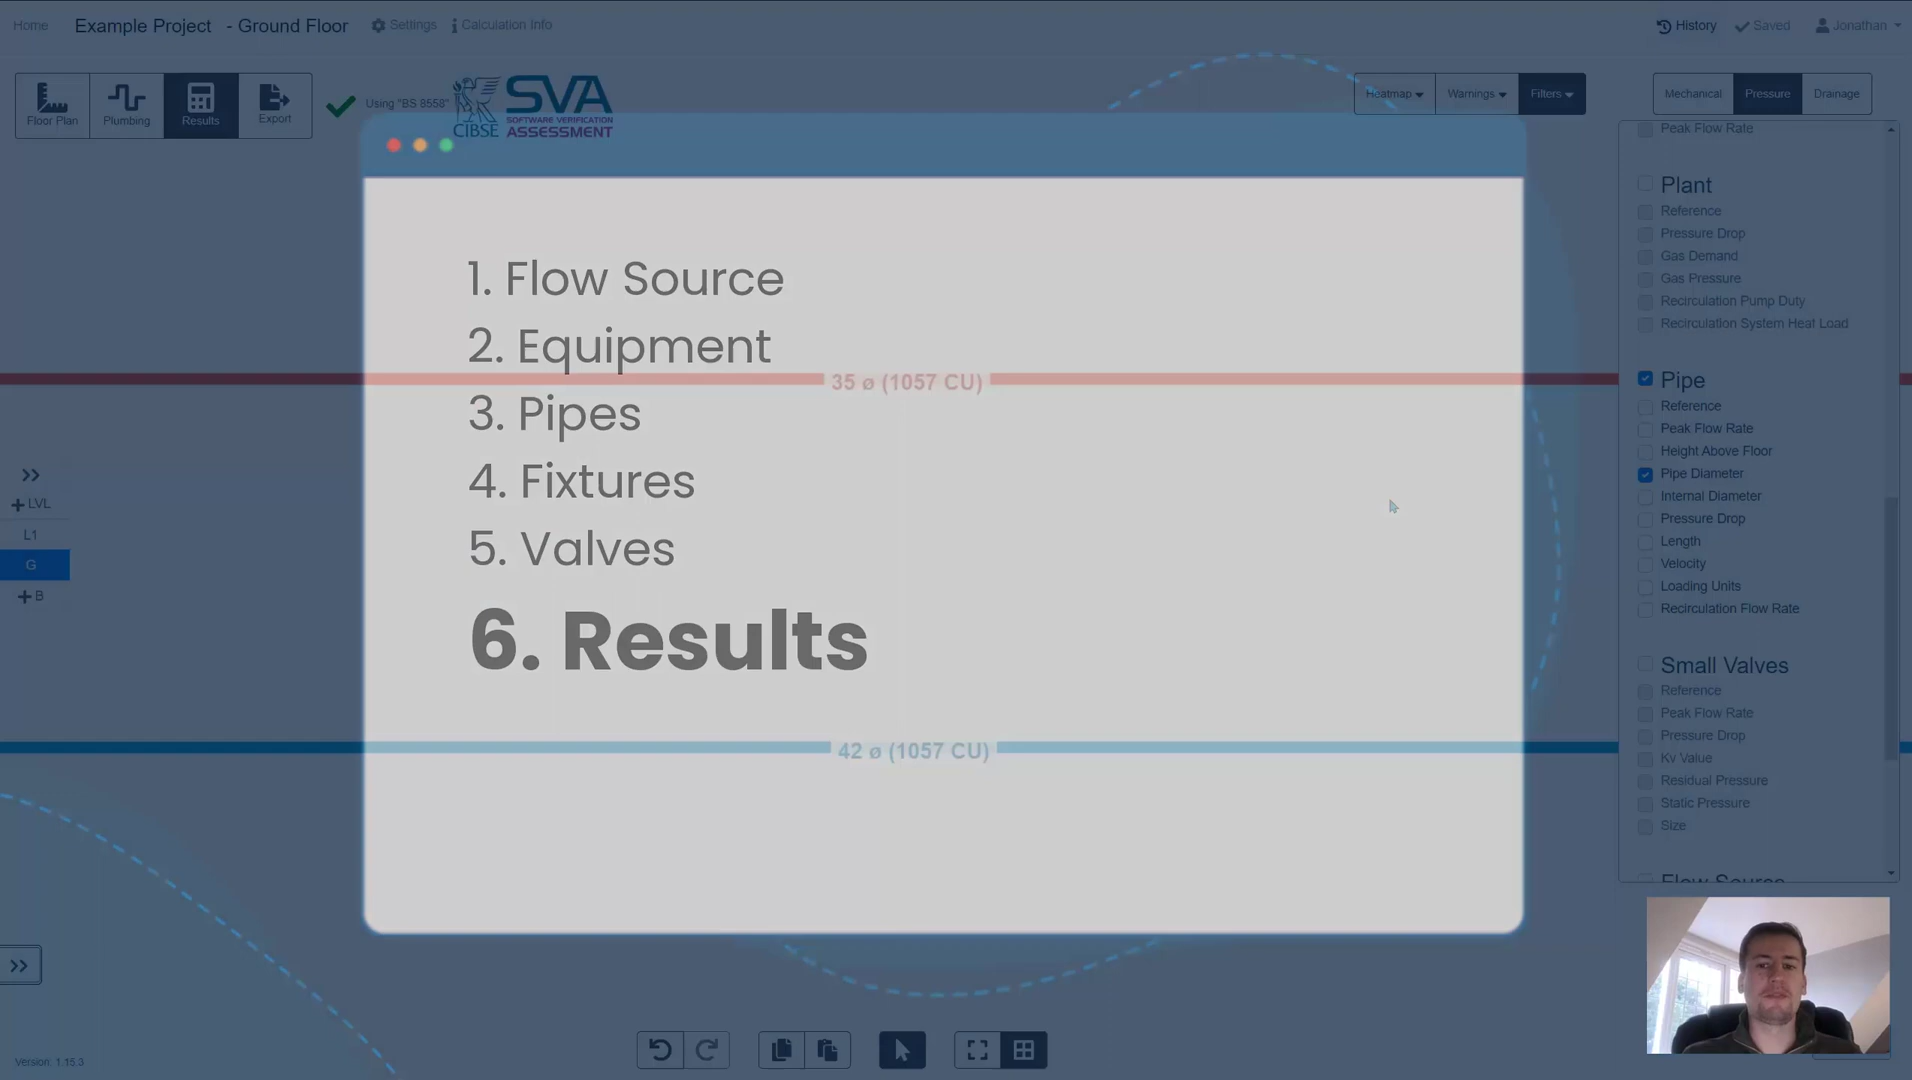 Home
Example Project - Ground Floor
Settings
Calculation Info
History
Saved
Jonathan
Floor Plan
Plumbing
Results
Export
Using "BS 8558"
CIBSE
SVA
SOFTWARE VERIFICATION
ASSESSMENT
Heatmap
Warnings
Filters
Mechanical
Pressure
Drainage
1. Flow Source
2. Equipment
3. Pipes
4. Fixtures
5. Valves
6. Results
35 ø (1057 CU)
42 ø (1057 CU)
LVL
L1
G
B
Peak Flow Rate
Plant
Reference
Pressure Drop
Gas Demand
Gas Pressure
Recirculation Pump Duty
Recirculation System Heat Load
Pipe
Reference
Peak Flow Rate
Height Above Floor
Pipe Diameter
Internal Diameter
Pressure Drop
Length
Velocity
Loading Units
Recirculation Flow Rate
Small Valves
Reference
Peak Flow Rate
Pressure Drop
Kv Value
Residual Pressure
Static Pressure
Size
Flow Source
Version: 1.15.3